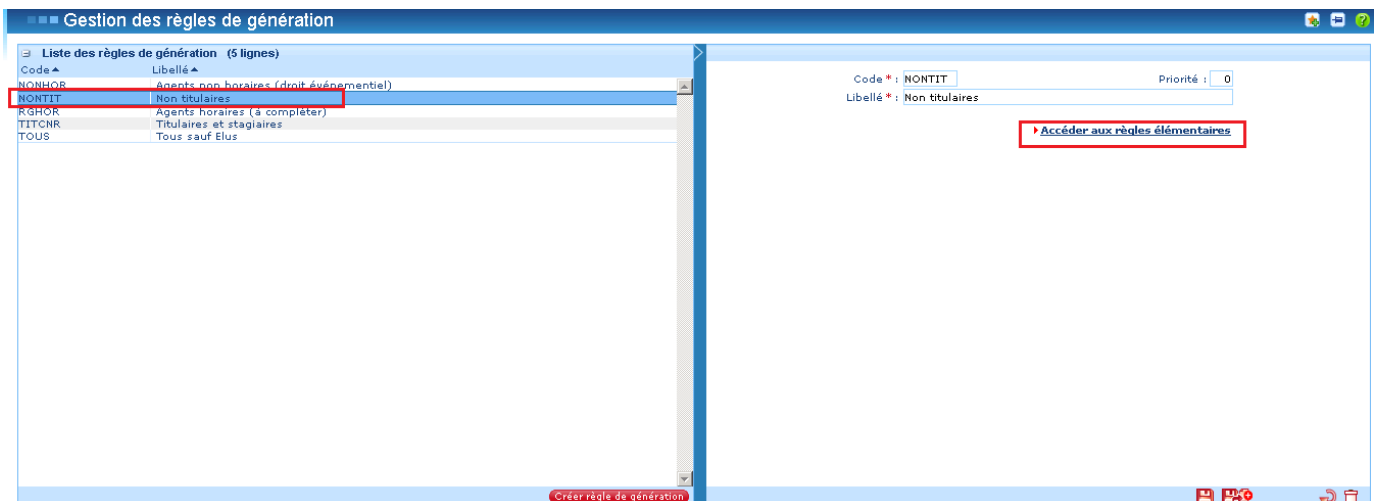 Gestion des règles de génération
Liste des règles de génération (5 lignes)
Code Libellé
NONHOR Agents non horaires (droit événementiel)
NONTIT Non titulaires
RGHOR Agents horaires (à compléter)
TITCNR Titulaires et stagiaires
TOUS Tous sauf Elus
Créer règle de génération
Code * : NONTIT Priorité : 0
Libellé * : Non titulaires
Accéder aux règles élémentaires